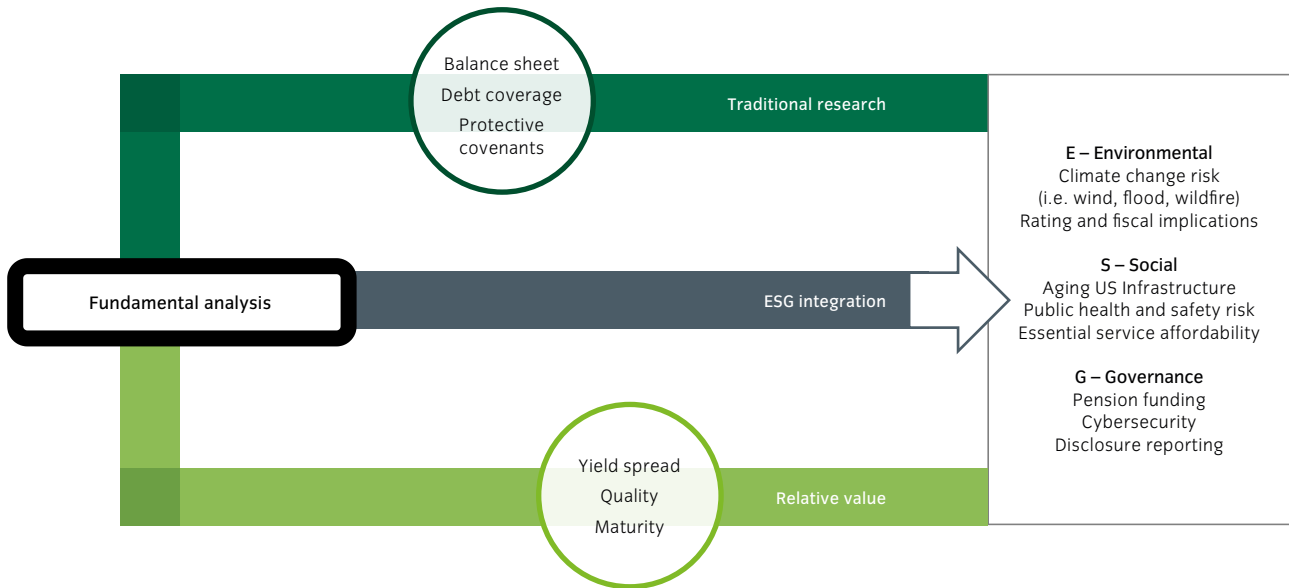 Balance sheet
Debt coverage
Protective
covenants
Traditional research
Fundamental analysis
ESG integration
Yield spread
Quality
Maturity
Relative value
E – Environmental
Climate change risk
(i.e. wind, flood, wildfire)
Rating and fiscal implications
S – Social
Aging US Infrastructure
Public health and safety risk
Essential service affordability
G – Governance
Pension funding
Cybersecurity
Disclosure reporting